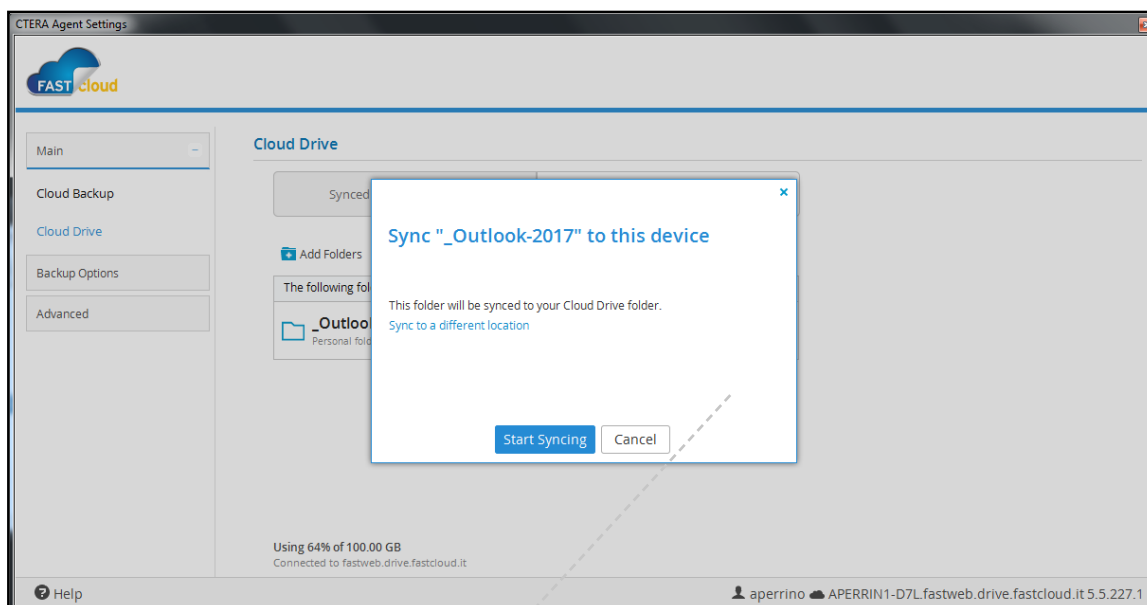 CTERA Agent Settings
FAST cloud
Main
Cloud Backup
Cloud Drive
Backup Options
Advanced
Cloud Drive
Synced
Add Folders
The following fol
_Outloo
Personal fold
Sync "_Outlook-2017" to this device
This folder will be synced to your Cloud Drive folder.
Sync to a different location
Start Syncing
Cancel
Using 64% of 100.00 GB
Connected to fastweb.drive.fastcloud.it
Help
aperrino APERRIN1-D7L.fastweb.drive.fastcloud.it 5.5.227.1